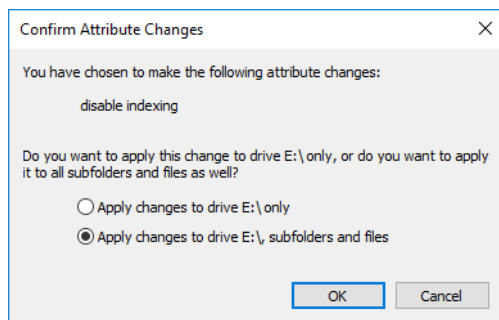 Confirm Attribute Changes
You have chosen to make the following attribute changes:
disable indexing
Do you want to apply this change to drive E:\ only, or do you want to apply
it to all subfolders and files as well?
Apply changes to drive E:\ only
Apply changes to drive E:\, subfolders and files
OK Cancel